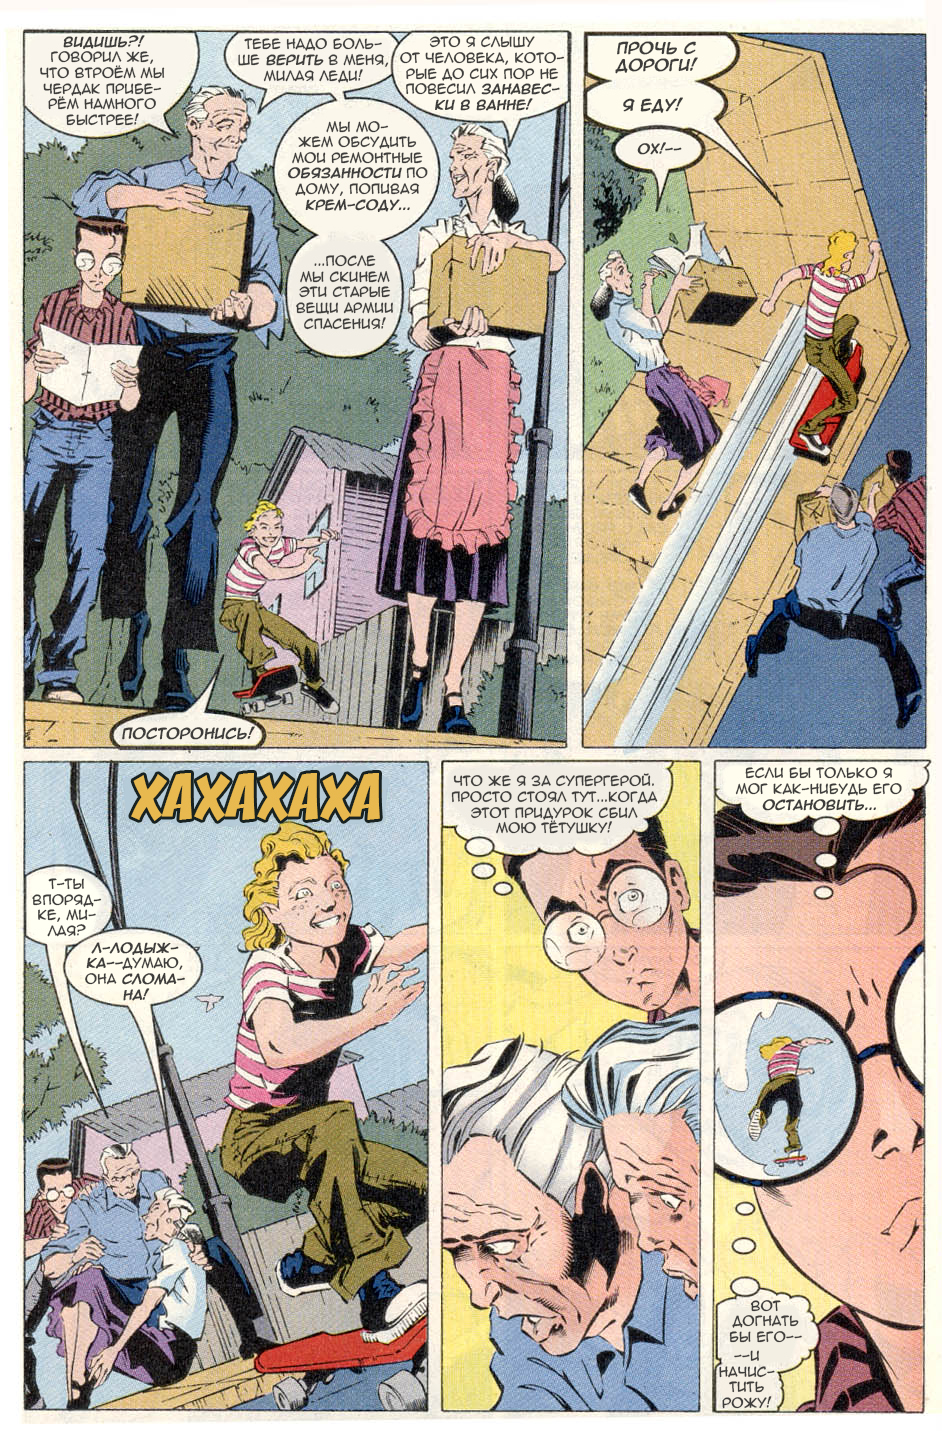 ВИДИШЬ?!
ГОВОРИЛ ЖЕ,
ЧТО ВТРОЁМ МЫ
ЧЕРДАК ПРИБЕ-
РЁМ НАМНОГО
БЫСТРЕЕ!
ТЕБЕ НАДО БОЛЬ-
ШЕ ВЕРИТЬ В МЕНЯ,
МИЛАЯ ЛЕДИ!
ЭТО Я СЛЫШУ
ОТ ЧЕЛОВЕКА, КОТО-
РЫЕ ДО СИХ ПОР НЕ
ПОВЕСИЛ ЗАНАВЕС-
КИ В ВАННЕ!
МЫ МО-
ЖЕМ ОБСУДИТЬ
МОИ РЕМОНТНЫЕ
ОБЯЗАННОСТИ ПО
ДОМУ, ПОПИВАЯ
КРЕМ-СОДУ...
...ПОСЛЕ
МЫ СКИНЕМ
ЭТИ СТАРЫЕ
ВЕЩИ АРМИИ
СПАСЕНИЯ!
ПОСТОРОНИСЬ!
ПРОЧЬ С
ДОРОГИ!
Я ЕДУ!
ОХ!--
ХАХАХАХА
Т-ТЫ
ВПОРЯД-
КЕ, МИ-
ЛАЯ?
Л-ЛОДЫЖ-
КА--ДУМАЮ,
ОНА СЛОМА-
НА!
ЧТО ЖЕ Я ЗА СУПЕРГЕРОЙ.
ПРОСТО СТОЯЛ ТУТ...КОГДА
ЭТОТ ПРИДУРОК СБИЛ
МОЮ ТЁТУШКУ!
ЕСЛИ БЫ ТОЛЬКО Я
МОГ КАК-НИБУДЬ ЕГО
ОСТАНОВИТЬ...
ВОТ
ДОГНАТЬ
БЫ ЕГО--
--И
НАЧИС-
ТИТЬ
РОЖУ!